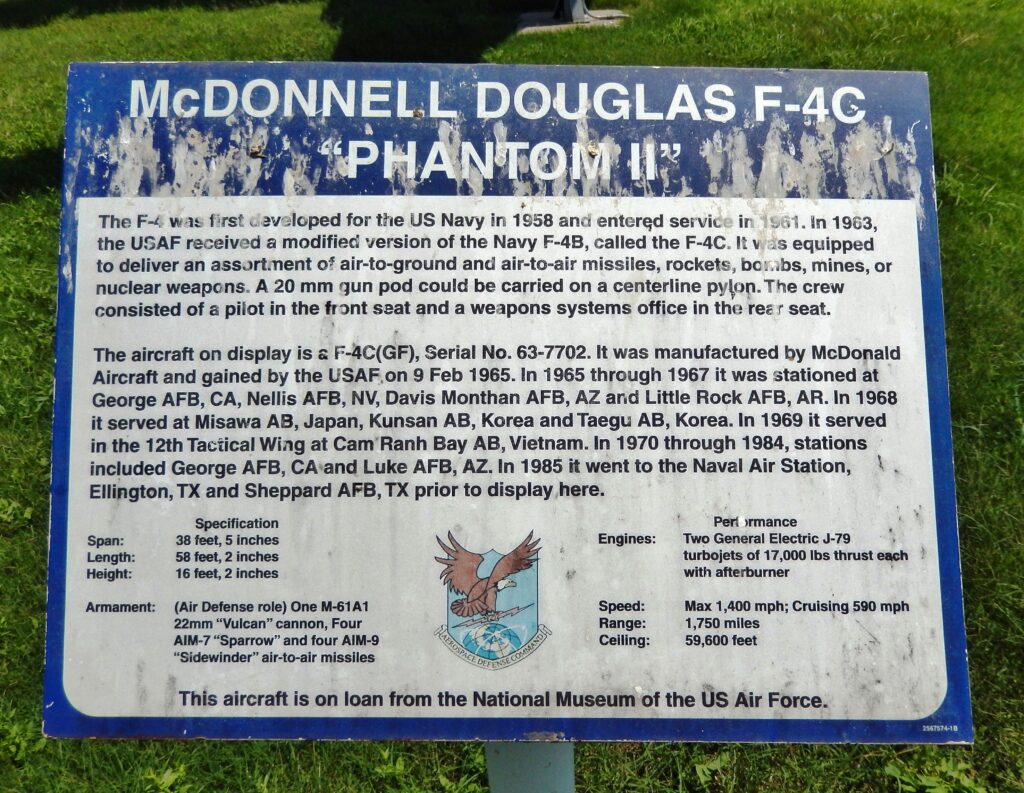 McDONNELL DOUGLAS F-4C
"PHANTOM II"
The F-4 was first developed for the US Navy in 1958 and entered service in 1961. In 1963,
the USAF received a modified version of the Navy F-4B, called the F-4C. It was equipped
to deliver an assortment of air-to-ground and air-to-air missiles, rockets, bombs, mines, or
nuclear weapons. A 20 mm gun pod could be carried on a centerline pylon. The crew
consisted of a pilot in the front seat and a weapons systems office in the rear seat.
The aircraft on display is a F-4C(GF), Serial No. 63-7702. It was manufactured by McDonald
Aircraft and gained by the USAF on 9 Feb 1965. In 1965 through 1967 it was stationed at
George AFB, CA, Nellis AFB, NV, Davis Monthan AFB, AZ and Little Rock AFB, AR. In 1968
it served at Misawa AB, Japan, Kunsan AB, Korea and Taegu AB, Korea. In 1969 it served
in the 12th Tactical Wing at Cam Ranh Bay AB, Vietnam. In 1970 through 1984, stations
included George AFB, CA and Luke AFB, AZ. In 1985 it went to the Naval Air Station,
Ellington, TX and Sheppard AFB, TX prior to display here.
Specification
Span: 38 feet, 5 inches
Length: 58 feet, 2 inches
Height: 16 feet, 2 inches
Armament: (Air Defense role) One M-61A1
22mm "Vulcan" cannon, Four
AIM-7 "Sparrow" and four AIM-9
"Sidewinder" air-to-air missiles
AEROSPACE DEFENSE COMMAND
Performance
Engines: Two General Electric J-79
turbojets of 17,000 lbs thrust each
with afterburner
Speed: Max 1,400 mph; Cruising 590 mph
Range: 1,750 miles
Ceiling: 59,600 feet
This aircraft is on loan from the National Museum of the US Air Force.
2567574-1B